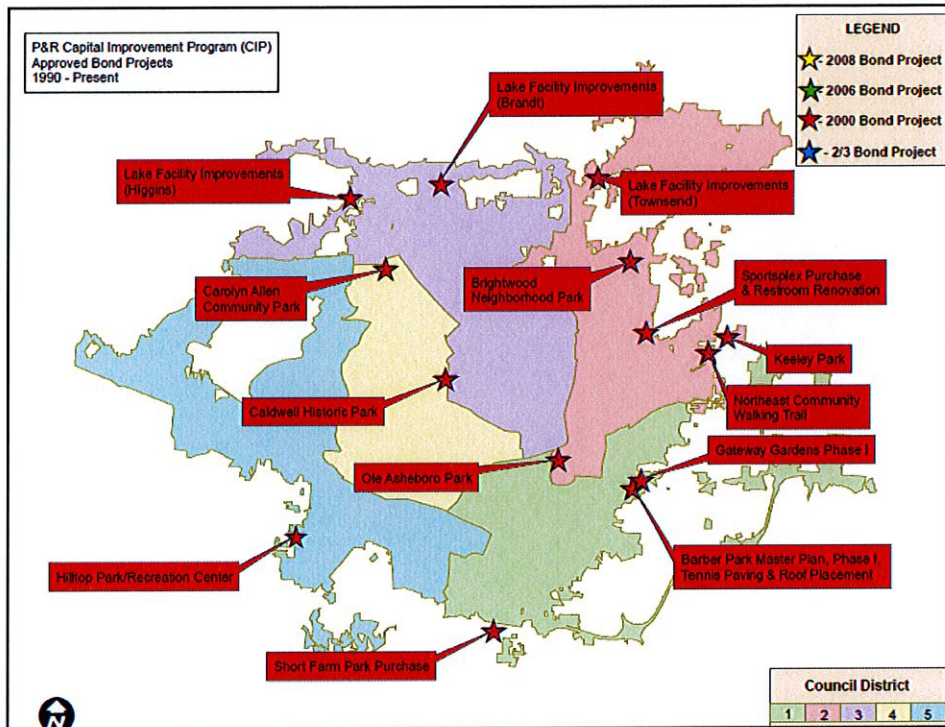 P&R Capital Improvement Program (CIP)
Approved Bond Projects
1990 - Present
LEGEND
- 2008 Bond Project
- 2006 Bond Project
- 2000 Bond Project
- 2/3 Bond Project
Lake Facility Improvements
(Brandt)
Lake Facility Improvements
(Higgins)
Lake Facility Improvements
(Townsend)
Carolyn Allen
Community Park
Brightwood
Neighborhood Park
Sportsplex Purchase
& Restroom Renovation
Keeley Park
Caldwell Historic Park
Northeast Community
Walking Trail
Gateway Gardens Phase I
Ole Asheboro Park
Barber Park Master Plan, Phase I,
Tennis Paving & Roof Placement
Hilltop Park/Recreation Center
Short Farm Park Purchase
N
Council District
1 2 3 4 5